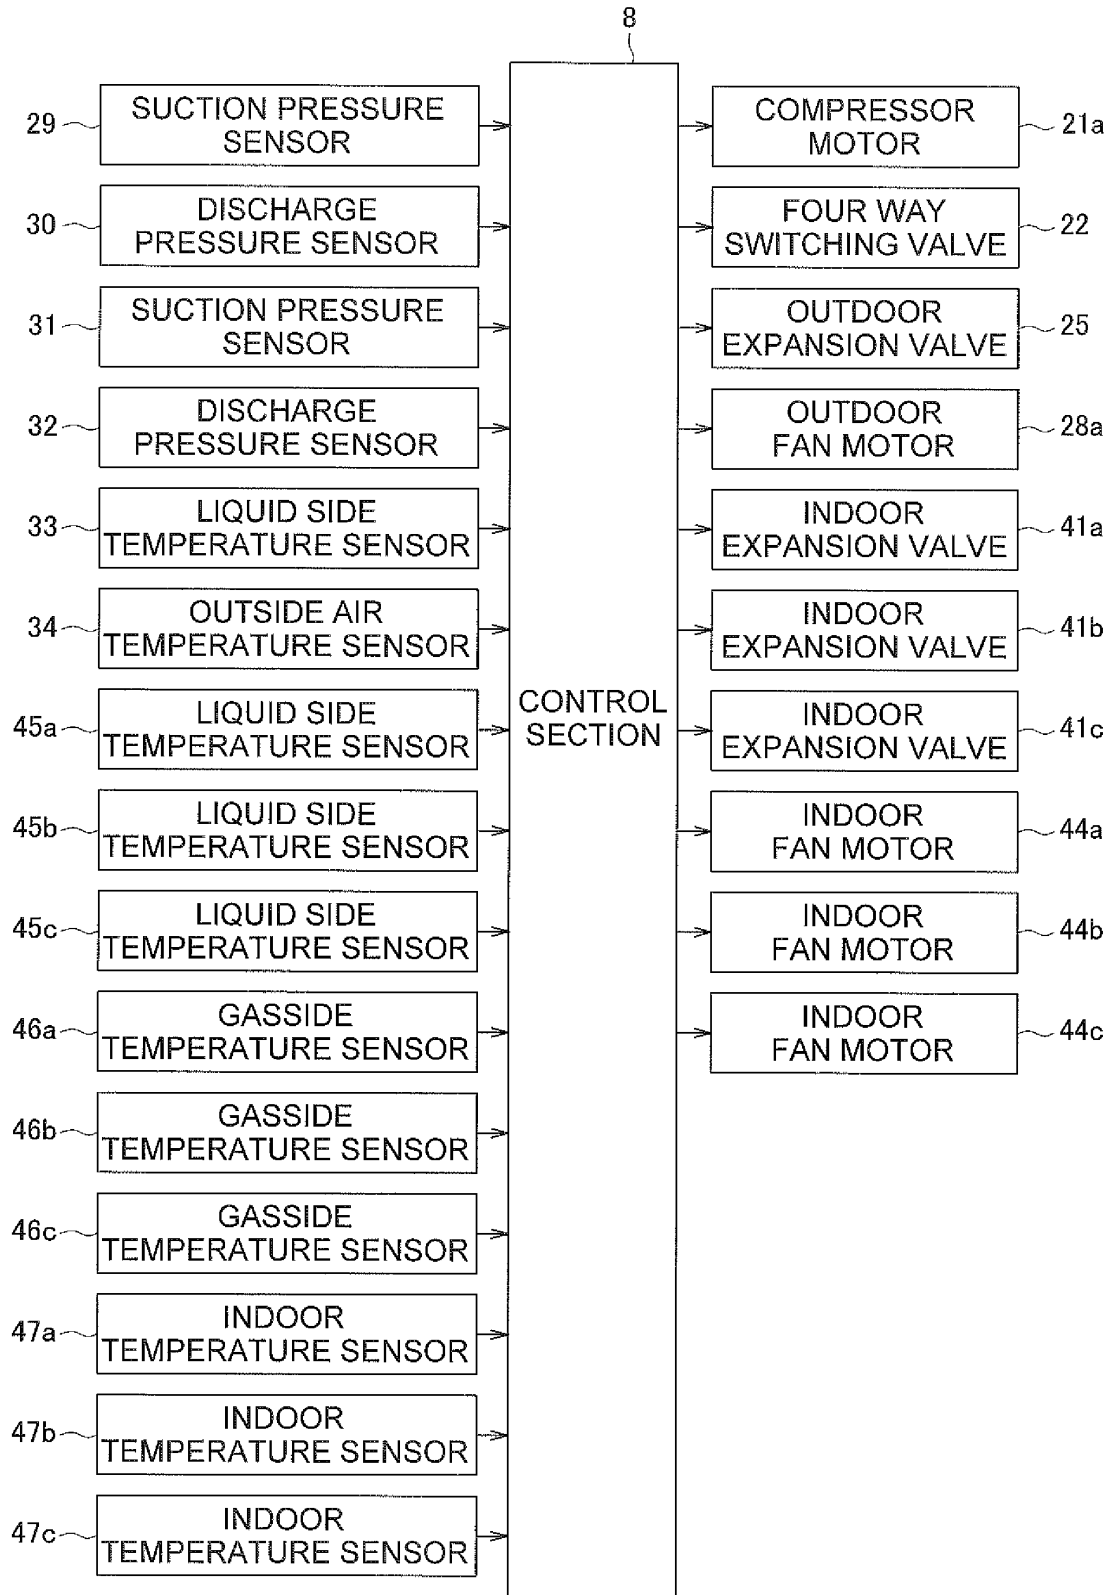 8
29
SUCTION PRESSURE
SENSOR
30
DISCHARGE
PRESSURE SENSOR
31
SUCTION PRESSURE
SENSOR
32
DISCHARGE
PRESSURE SENSOR
33
LIQUID SIDE
TEMPERATURE SENSOR
34
OUTSIDE AIR
TEMPERATURE SENSOR
45a
LIQUID SIDE
TEMPERATURE SENSOR
45b
LIQUID SIDE
TEMPERATURE SENSOR
45c
LIQUID SIDE
TEMPERATURE SENSOR
46a
GASSIDE
TEMPERATURE SENSOR
46b
GASSIDE
TEMPERATURE SENSOR
46c
GASSIDE
TEMPERATURE SENSOR
47a
INDOOR
TEMPERATURE SENSOR
47b
INDOOR
TEMPERATURE SENSOR
47c
INDOOR
TEMPERATURE SENSOR
CONTROL
SECTION
COMPRESSOR
MOTOR
21a
FOUR WAY
SWITCHING VALVE
22
OUTDOOR
EXPANSION VALVE
25
OUTDOOR
FAN MOTOR
28a
INDOOR
EXPANSION VALVE
41a
INDOOR
EXPANSION VALVE
41b
INDOOR
EXPANSION VALVE
41c
INDOOR
FAN MOTOR
44a
INDOOR
FAN MOTOR
44b
INDOOR
FAN MOTOR
44c